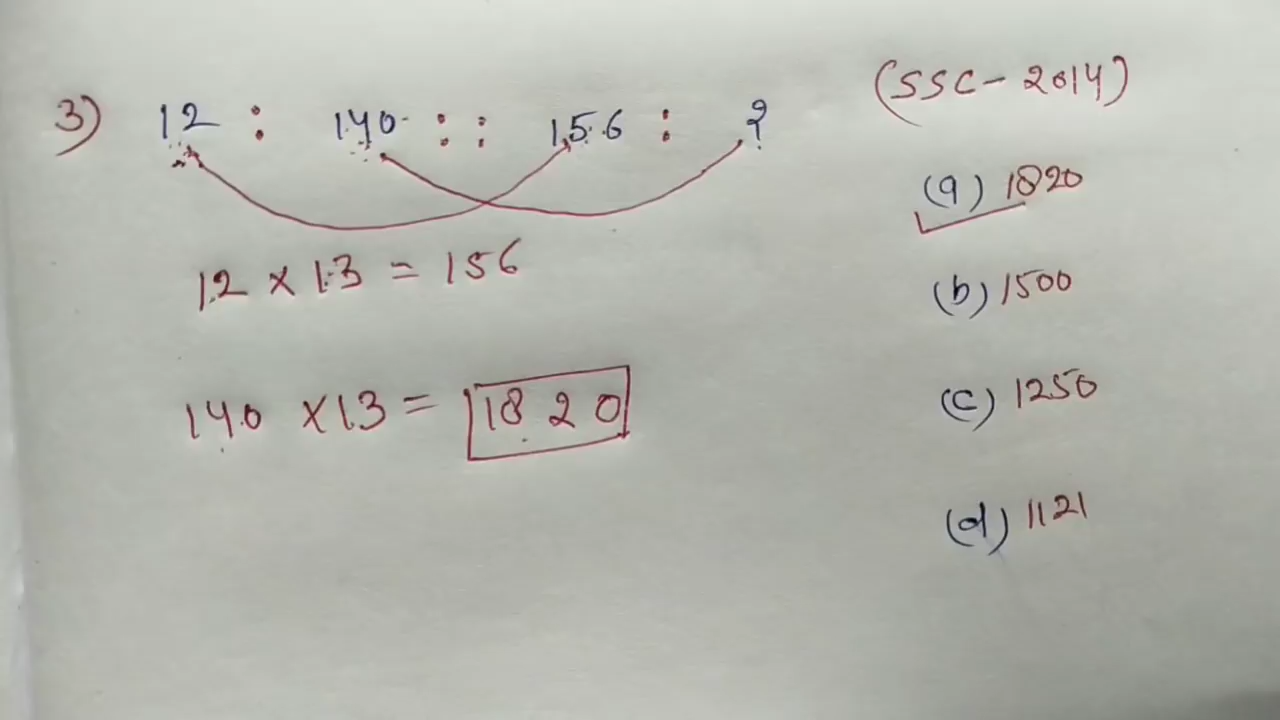 (SSC - 2014)
3) 12 : 140 :: 156 : ?
(a) 1820
12 × 13 = 156
(b) 1500
140 × 13 = 1820
(c) 1250
(d) 1121